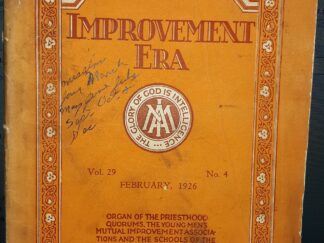 IMPROVEMENT
ERA
THE GLORY OF GOD IS INTELLIGENCE
MIA
Vol. 29 No. 4
FEBRUARY, 1926
ORGAN OF THE PRIESTHOOD
QUORUMS, THE YOUNG MEN'S
MUTUAL IMPROVEMENT ASSOCIA-
TIONS AND THE SCHOOLS OF THE